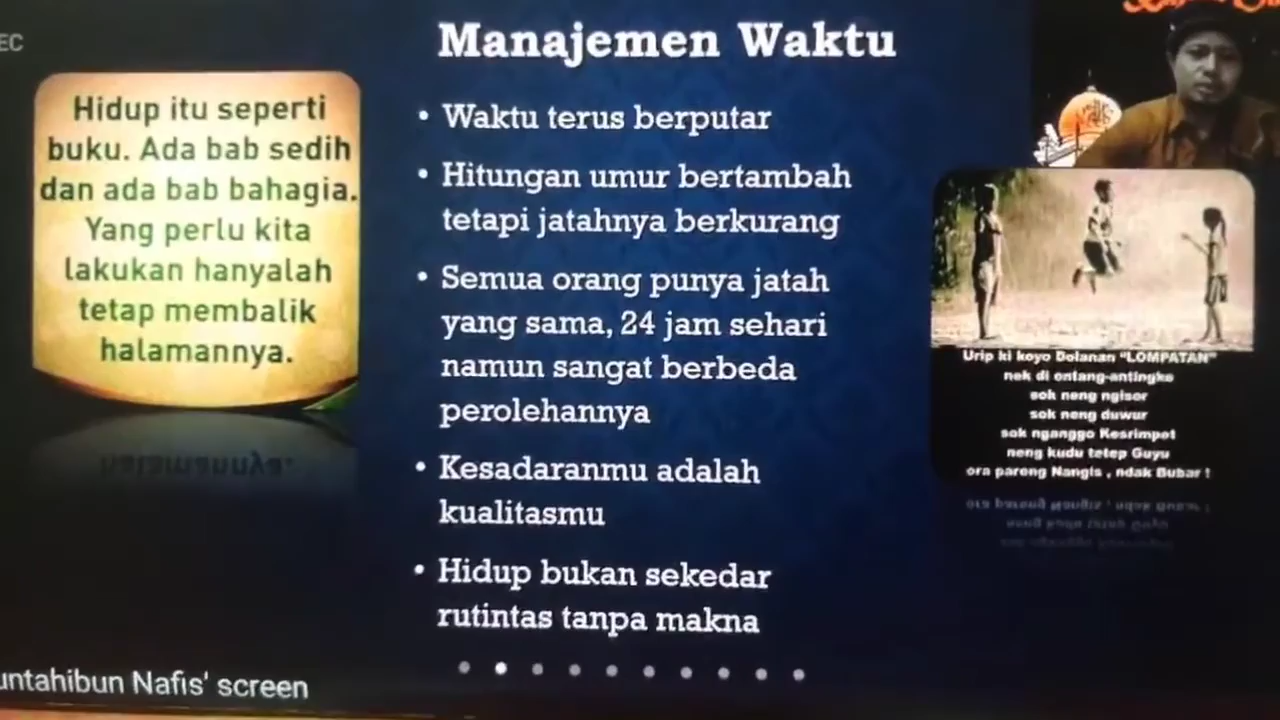 EC
Manajemen Waktu
Hidup itu seperti
buku. Ada bab sedih
dan ada bab bahagia.
Yang perlu kita
lakukan hanyalah
tetap membalik
halamannya.
• Waktu terus berputar
• Hitungan umur bertambah
tetapi jatahnya berkurang
• Semua orang punya jatah
yang sama, 24 jam sehari
namun sangat berbeda
perolehannya
• Kesadaranmu adalah
kualitasmu
• Hidup bukan sekedar
rutintas tanpa makna
Urip ki koyo Dolanan "LOMPATAN"
nek di ontang-antingke
sok neng ngisor
sok neng duwur
sok nganggo Kesrimpet
neng kudu tetep Guyu
ora pareng Nangis , ndak Bubar !
untahibun Nafis' screen